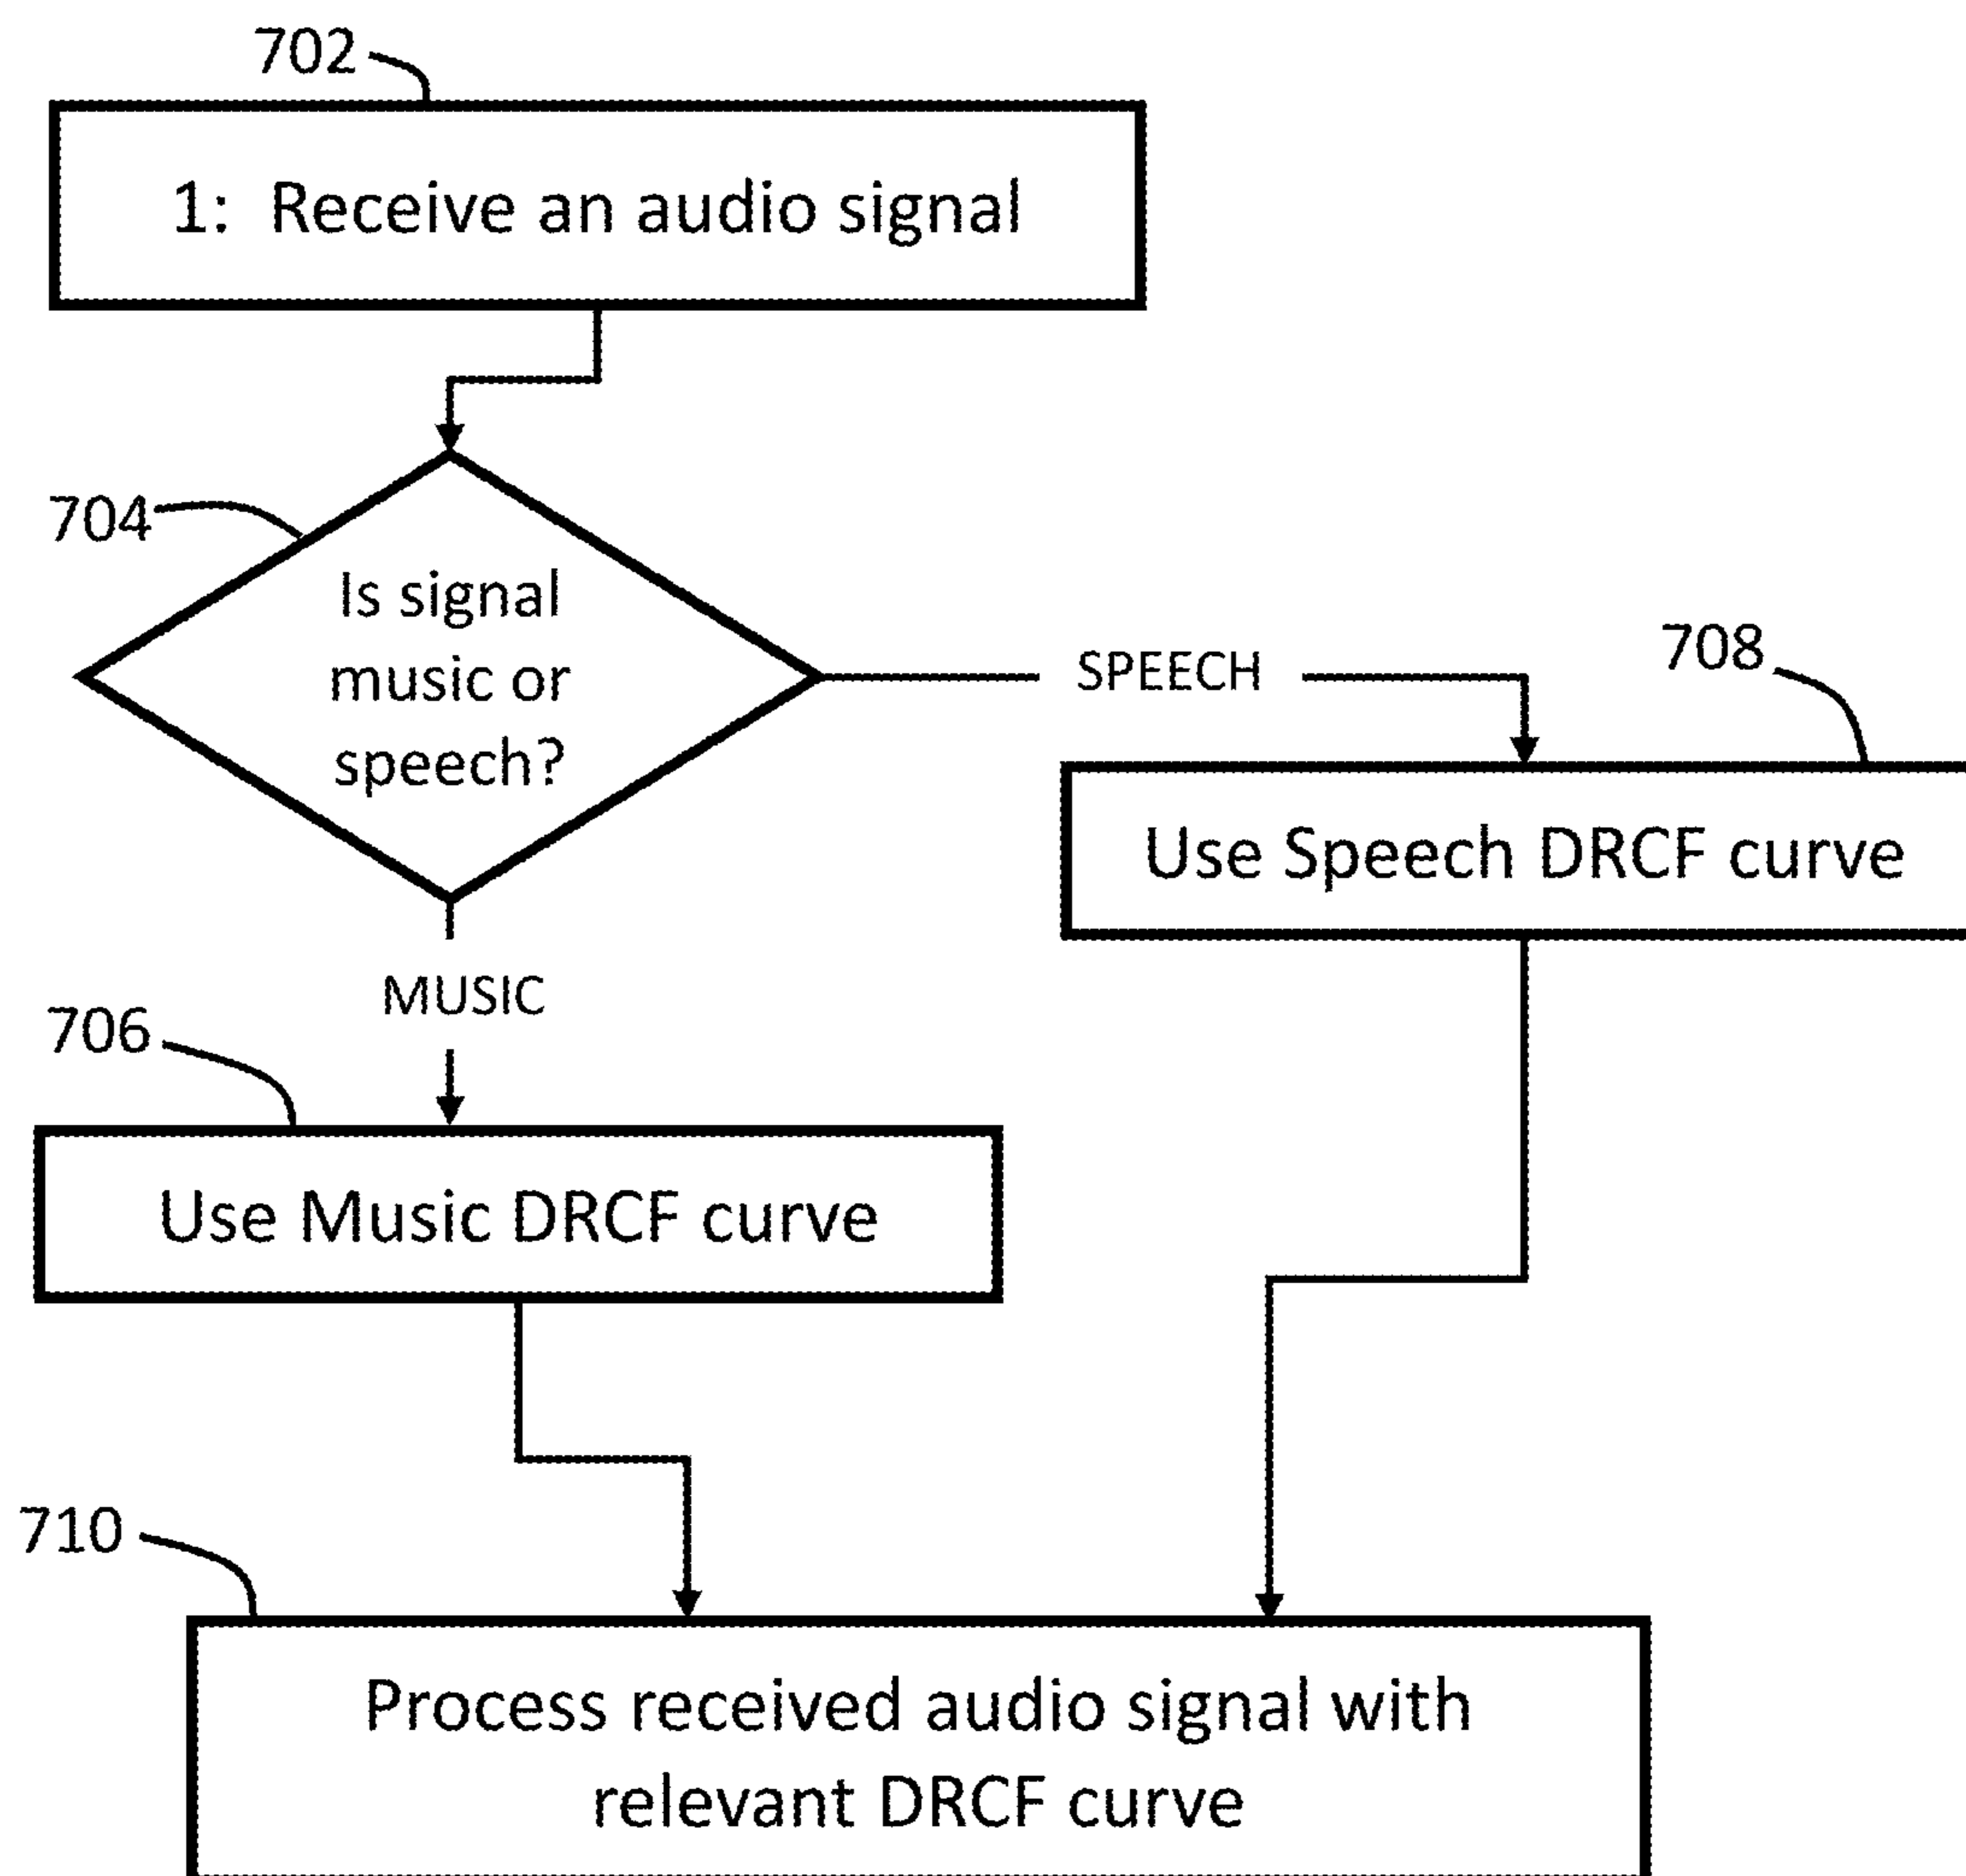 702
1: Receive an audio signal
704
Is signal
music or
speech?
SPEECH
708
Use Speech DRCF curve
MUSIC
706
Use Music DRCF curve
710
Process received audio signal with
relevant DRCF curve